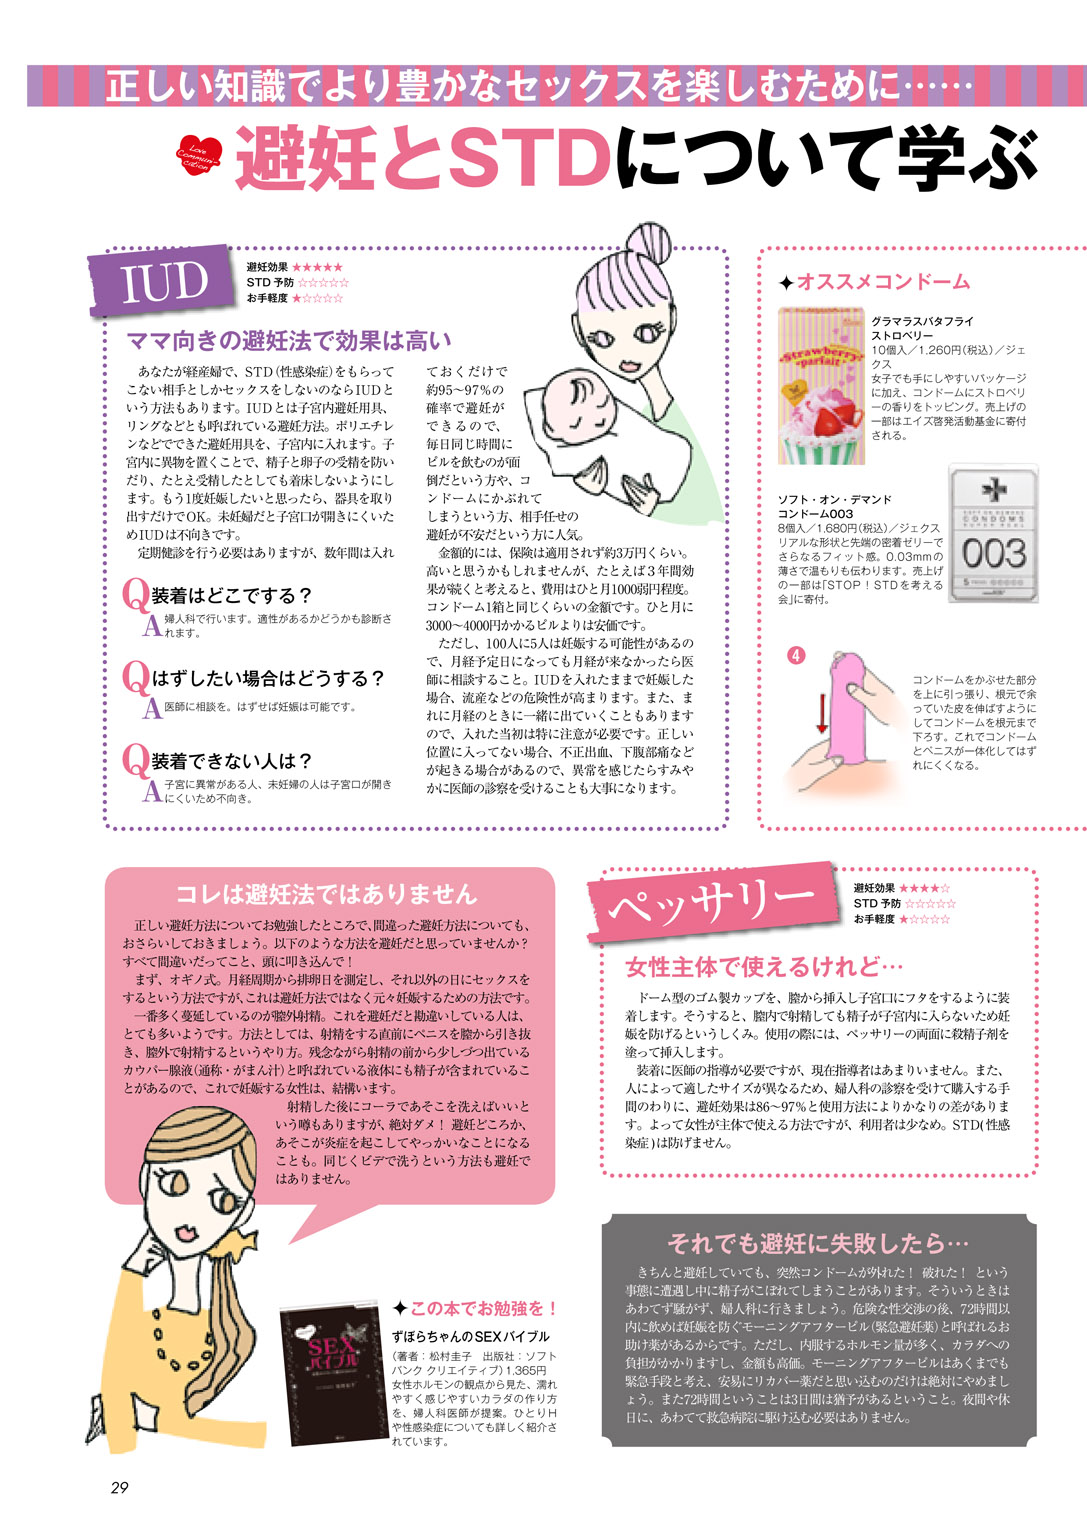 正しい知識でより豊かなセックスを楽しむために……
Love
Communi-
cation
避妊とSTDについて学ぶ
IUD
避妊効果 ★★★★★
STD 予防 ☆☆☆☆☆
お手軽度 ★☆☆☆☆
ママ向きの避妊法で効果は高い
あなたが経産婦で、STD（性感染症）をもらって
こない相手としかセックスをしないのならIUDと
いう方法もあります。IUDとは子宮内避妊用具、
リングなどとも呼ばれている避妊方法。ポリエチレ
ンなどでできた避妊用具を、子宮内に入れます。子
宮内に異物を置くことで、精子と卵子の受精を防い
だり、たとえ受精したとしても着床しないようにし
ます。もう1度妊娠したいと思ったら、器具を取り
出すだけでOK。未妊婦だと子宮口が開きにくいた
めIUDは不向きです。
定期健診を行う必要はありますが、数年間は入れ
ておくだけで
約95～97％の
確率で避妊が
できるので、
毎日同じ時間に
ピルを飲むのが面
倒だという方や、コ
ンドームにかぶれて
しまうという方、相手任せの
避妊が不安だという方に人気。
金額的には、保険は適用されず約3万円くらい。
高いと思うかもしれませんが、たとえば３年間効
果が続くと考えると、費用はひと月1000弱円程度。
コンドーム1箱と同じくらいの金額です。ひと月に
3000～4000円かかるピルよりは安価です。
ただし、100人に5人は妊娠する可能性があるの
で、月経予定日になっても月経が来なかったら医
師に相談すること。IUDを入れたままで妊娠した
場合、流産などの危険性が高まります。また、ま
れに月経のときに一緒に出ていくこともあります
ので、入れた当初は特に注意が必要です。正しい
位置に入ってない場合、不正出血、下腹部痛など
が起きる場合があるので、異常を感じたらすみや
かに医師の診察を受けることも大事になります。
Q装着はどこでする？
A婦人科で行います。適性があるかどうかも診断さ
れます。
Qはずしたい場合はどうする？
A医師に相談を。はずせば妊娠は可能です。
Q装着できない人は？
A子宮に異常がある人、未妊婦の人は子宮口が開き
にくいため不向き。
✦オススメコンドーム
Strawberry
parfait
グラマラスバタフライ
ストロベリー
10個入／1,260円（税込）／ジェ
クス
女子でも手にしやすいパッケージ
に加え、コンドームにストロベリ
ーの香りをトッピング。売上げの
一部はエイズ啓発活動基金に寄付
される。
ソフト・オン・デマンド
コンドーム003
8個入／1,680円（税込）／ジェクス
リアルな形状と先端の密着ゼリーで
さらなるフィット感。0.03mmの
薄さで温もりも伝わります。売上げ
の一部は「STOP！STDを考える
会」に寄付。
CONDOMS
003
4
コンドームをかぶせた部分
を上に引っ張り、根元で余
っていた皮を伸ばすように
してコンドームを根元まで
下ろす。これでコンドーム
とペニスが一体化してはず
れにくくなる。
コレは避妊法ではありません
正しい避妊方法についてお勉強したところで、間違った避妊方法についても、
おさらいしておきましょう。以下のような方法を避妊だと思っていませんか？
すべて間違いだってこと、頭に叩き込んで！
まず、オギノ式。月経周期から排卵日を測定し、それ以外の日にセックスを
するという方法ですが、これは避妊方法ではなく元々妊娠するための方法です。
一番多く蔓延しているのが膣外射精。これを避妊だと勘違いしている人は、
とても多いようです。方法としては、射精をする直前にペニスを膣から引き抜
き、膣外で射精するというやり方。残念ながら射精の前から少しづつ出ている
カウパー腺液（通称・がまん汁）と呼ばれている液体にも精子が含まれているこ
とがあるので、これで妊娠する女性は、結構います。
射精した後にコーラであそこを洗えばいいと
いう噂もありますが、絶対ダメ！ 避妊どころか、
あそこが炎症を起こしてやっかいなことになる
ことも。同じくビデで洗うという方法も避妊で
はありません。
ペッサリー
避妊効果 ★★★★☆
STD 予防 ☆☆☆☆☆
お手軽度 ★☆☆☆☆
女性主体で使えるけれど…
ドーム型のゴム製カップを、膣から挿入し子宮口にフタをするように装
着します。そうすると、膣内で射精しても精子が子宮内に入らないため妊
娠を防げるというしくみ。使用の際には、ペッサリーの両面に殺精子剤を
塗って挿入します。
装着に医師の指導が必要ですが、現在指導者はあまりいません。また、
人によって適したサイズが異なるため、婦人科の診察を受けて購入する手
間のわりに、避妊効果は86～97％と使用方法によりかなりの差がありま
す。よって女性が主体で使える方法ですが、利用者は少なめ。STD（性感
染症）は防げません。
それでも避妊に失敗したら…
きちんと避妊していても、突然コンドームが外れた！ 破れた！ という
事態に遭遇し中に精子がこぼれてしまうことがあります。そういうときは
あわてず騒がず、婦人科に行きましょう。危険な性交渉の後、72時間以
内に飲めば妊娠を防ぐモーニングアフターピル（緊急避妊薬）と呼ばれるお
助け薬があるからです。ただし、内服するホルモン量が多く、カラダへの
負担がかかりますし、金額も高価。モーニングアフターピルはあくまでも
緊急手段と考え、安易にリカバー薬だと思い込むのだけは絶対にやめまし
ょう。また72時間ということは3日間は猶予があるということ。夜間や休
日に、あわてて救急病院に駆け込む必要はありません。
SEX
バイブル
✦この本でお勉強を！
ずぼらちゃんのSEXバイブル
（著者：松村圭子 出版社：ソフト
バンク クリエイティブ）1,365円
女性ホルモンの観点から見た、濡れ
やすく感じやすいカラダの作り方
を、婦人科医師が提案。ひとりH
や性感染症についても詳しく紹介さ
れています。
29